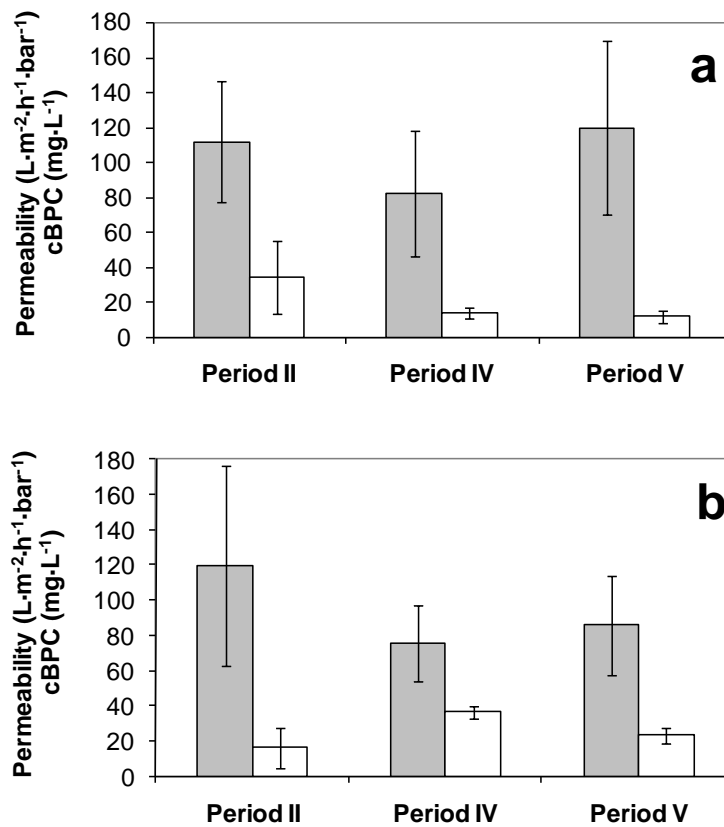 180
160
140
120
100
80
60
40
20
0
Permeability (L·m⁻²·h⁻¹·bar⁻¹)
cBPC (mg·L⁻¹)
a
Period II Period IV Period V
180
160
140
120
100
80
60
40
20
0
Permeability (L·m⁻²·h⁻¹·bar⁻¹)
cBPC (mg·L⁻¹)
b
Period II Period IV Period V